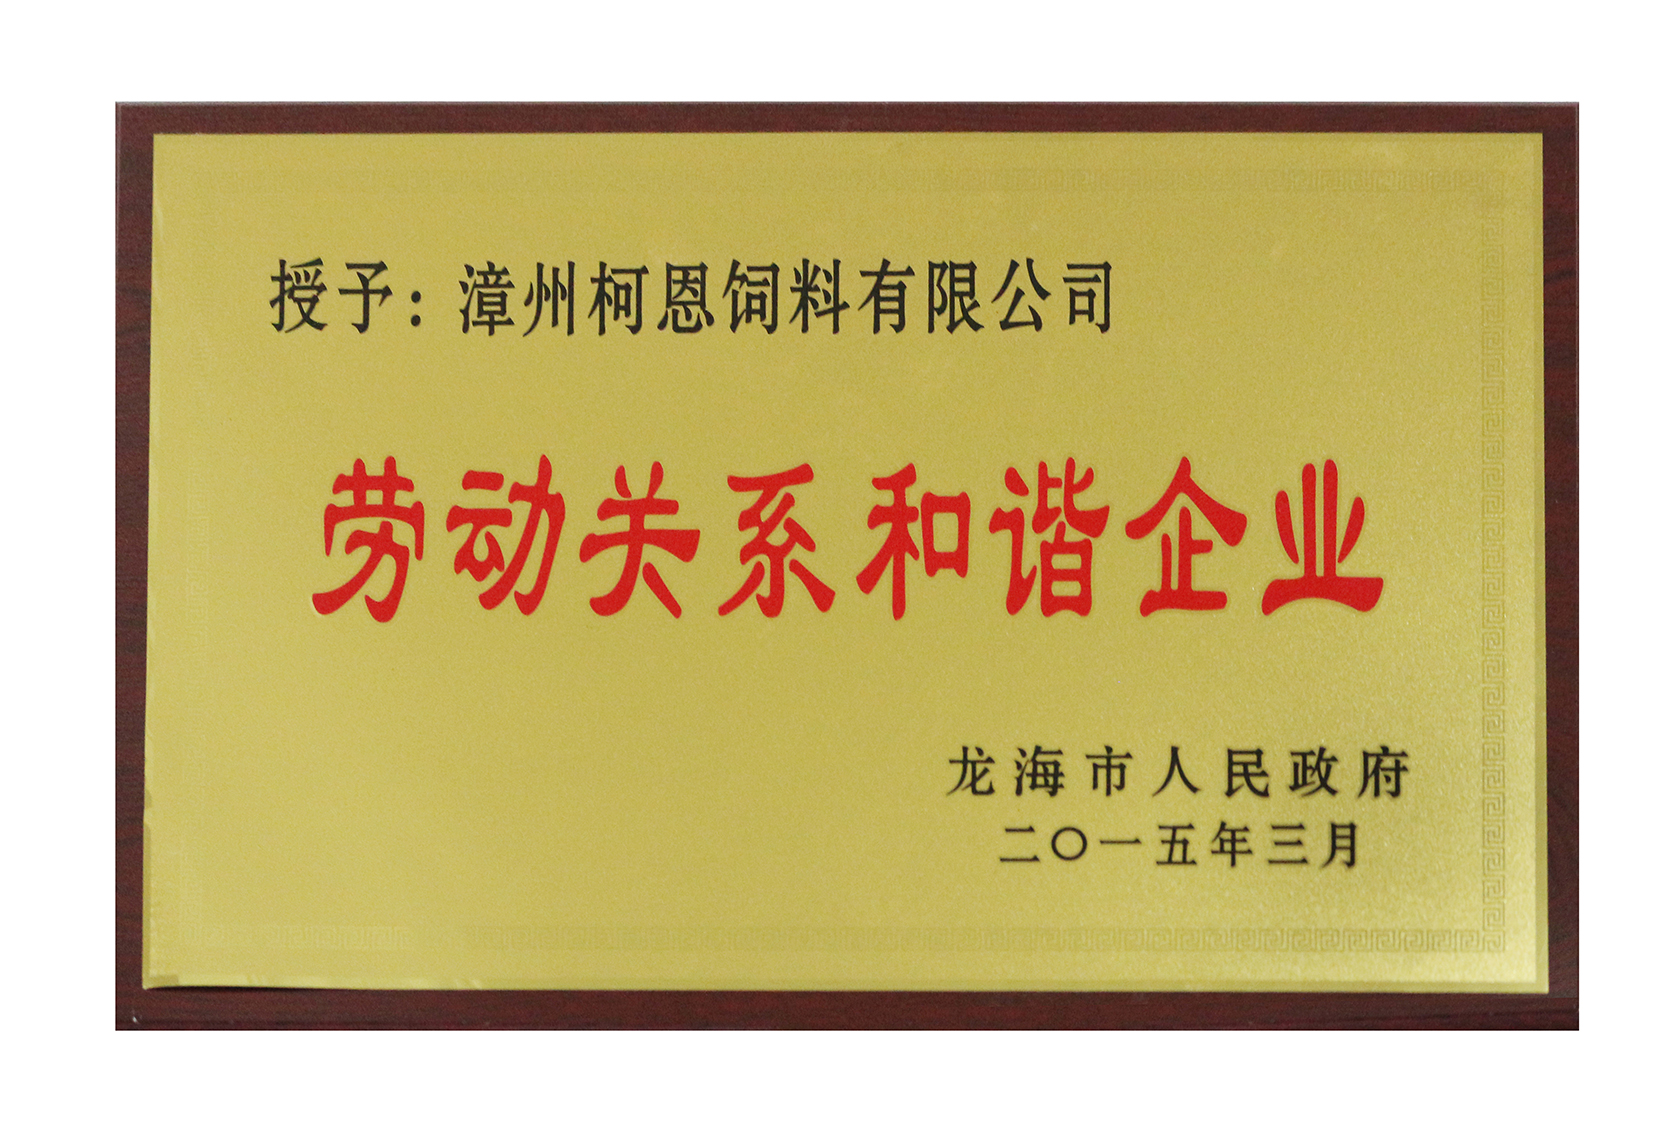 授予：漳州柯恩饲料有限公司
劳动关系和谐企业
龙海市人民政府
二〇一五年三月